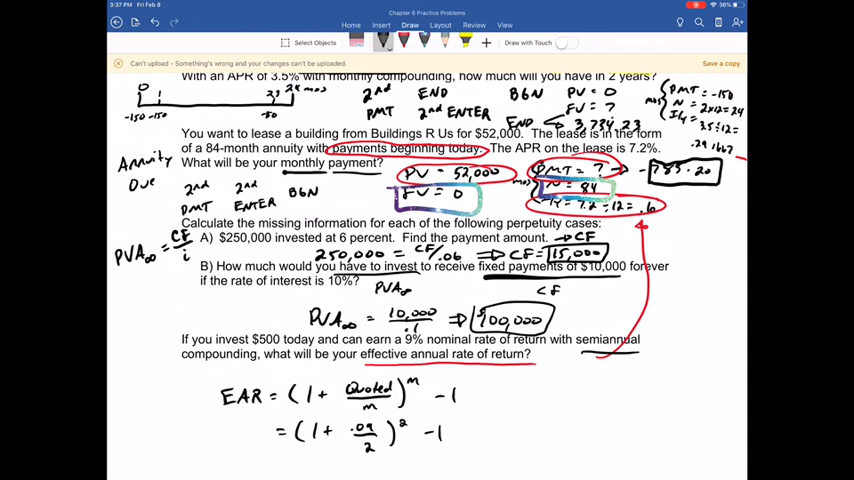 3:37 PM Fri Feb 8
Chapter 6 Practice Problems
36%
Home Insert Draw Layout Review View
Select Objects
Draw with Touch
Can't upload - Something's wrong and your changes can't be uploaded.
Save a copy
With an APR of 3.5% with monthly compounding, how much will you have in 2 years?
0 1 23 24 mos
-150 -150 -150
2nd END BGN PV = 0
PMT 2nd ENTER FV = ?
END 3,734.23
mos PMT = -150
N = 2x12 = 24
3.5÷12 =
.291667
You want to lease a building from Buildings R Us for $52,000. The lease is in the form
of a 84-month annuity with payments beginning today. The APR on the lease is 7.2%.
What will be your monthly payment?
Annuity
Due
2nd 2nd BGN
PMT ENTER
PV = 52,000
FV = 0
mos PMT = ? → -785.20
N = 84
= 7.2÷12 = .6
Calculate the missing information for each of the perpetuity cases:
A) $250,000 invested at 6 percent. Find the payment amount. → CF
PVA∞ = CF/i
250,000 = CF/.06 ⇒ CF = 15,000
B) How much would you have to invest to receive fixed payments of $10,000 forever
if the rate of interest is 10%?
PVA∞ CF
PVA∞ = 10,000/.1 ⇒ 100,000
If you invest $500 today and can earn a 9% nominal rate of return with semiannual
compounding, what will be your effective annual rate of return?
EAR = (1 + Quoted/m)^m - 1
= (1 + .09/2)^2 - 1